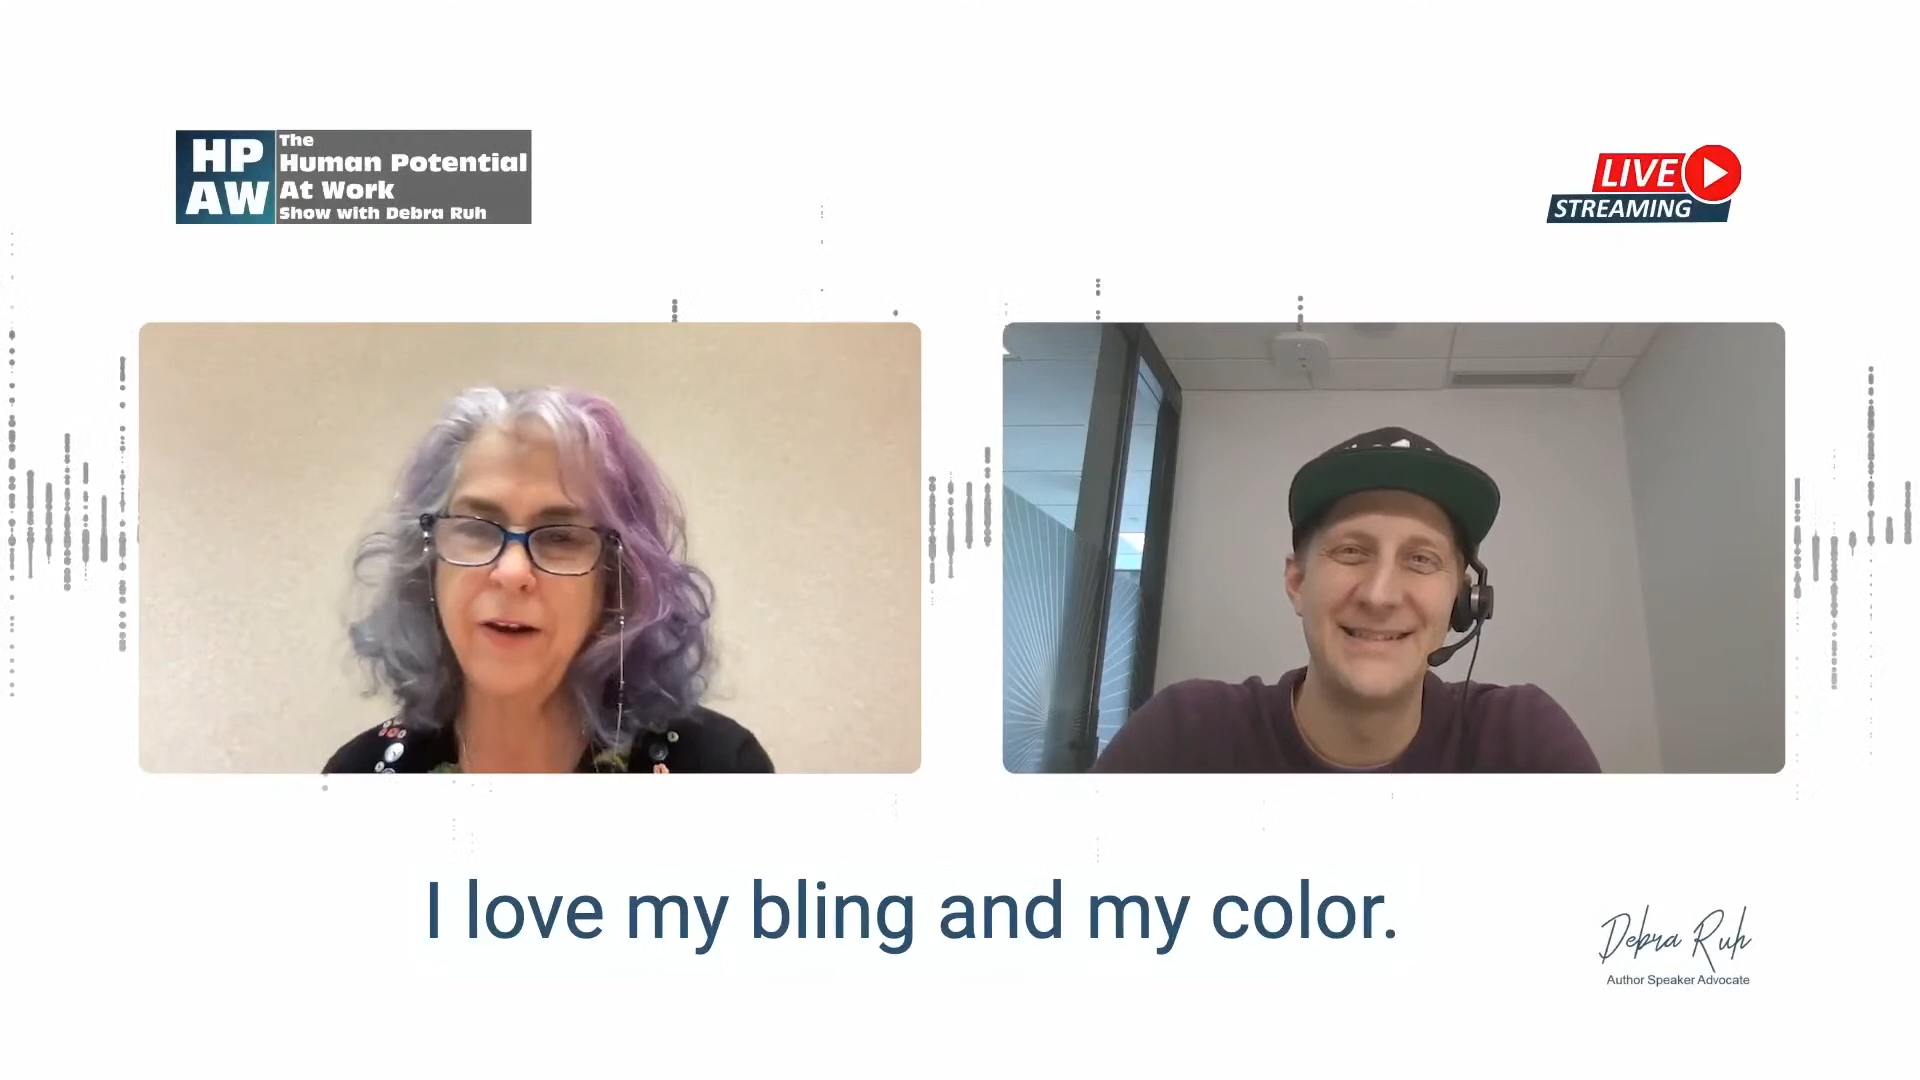 HP
AW
The
Human Potential
At Work
Show with Debra Ruh
LIVE
STREAMING
I love my bling and my color.
Debra Ruh
Author Speaker Advocate